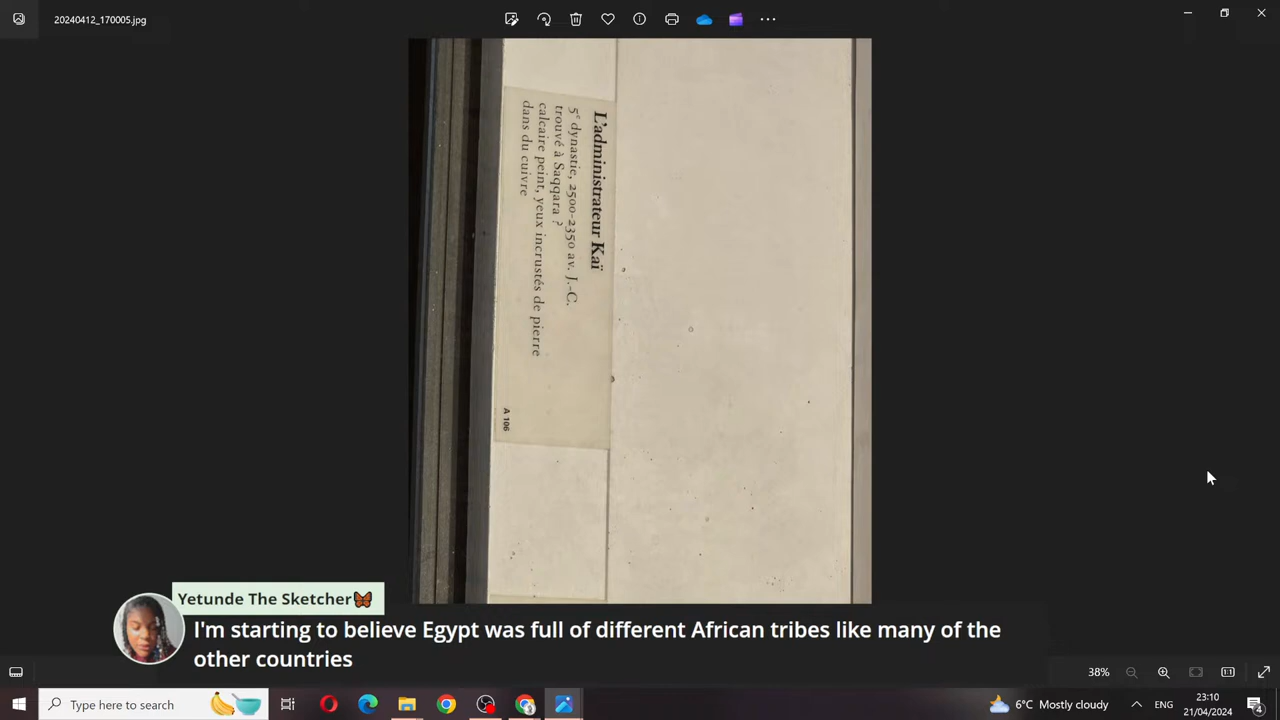 20240412_170005.jpg
L'administrateur Kaï
5e dynastie, 2500-2350 av. J.-C.
trouvé à Saqqara ?
calcaire peint, yeux incrustés de pierre
dans du cuivre
A 106
Yetunde The Sketcher🦋
I'm starting to believe Egypt was full of different African tribes like many of the
other countries
38%
Type here to search
6°C Mostly cloudy
ENG
23:10
21/04/2024
4